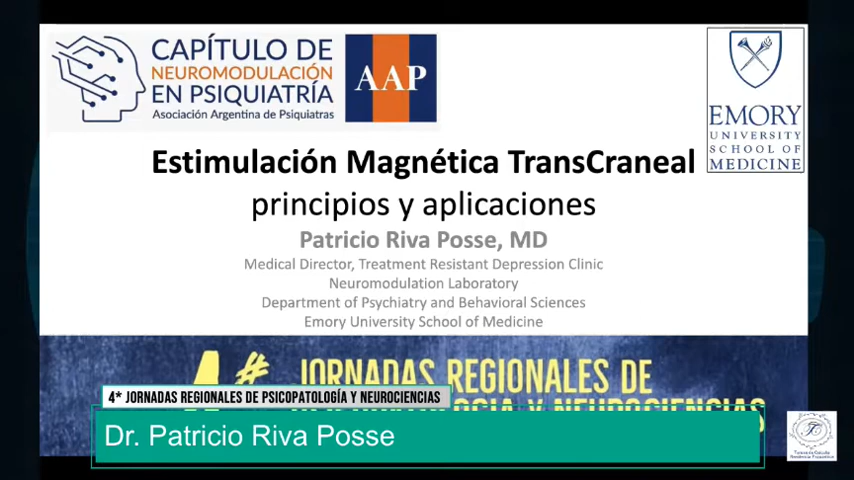 CAPÍTULO DE
NEUROMODULACIÓN
EN PSIQUIATRÍA
Asociación Argentina de Psiquiatras
AAP
EMORY
UNIVERSITY
SCHOOL OF
MEDICINE
Estimulación Magnética TransCraneal
principios y aplicaciones
Patricio Riva Posse, MD
Medical Director, Treatment Resistant Depression Clinic
Neuromodulation Laboratory
Department of Psychiatry and Behavioral Sciences
Emory University School of Medicine
4# JORNADAS REGIONALES DE
Y NEUROCIENCIAS
4* JORNADAS REGIONALES DE PSICOPATOLOGÍA Y NEUROCIENCIAS
Dr. Patricio Riva Posse